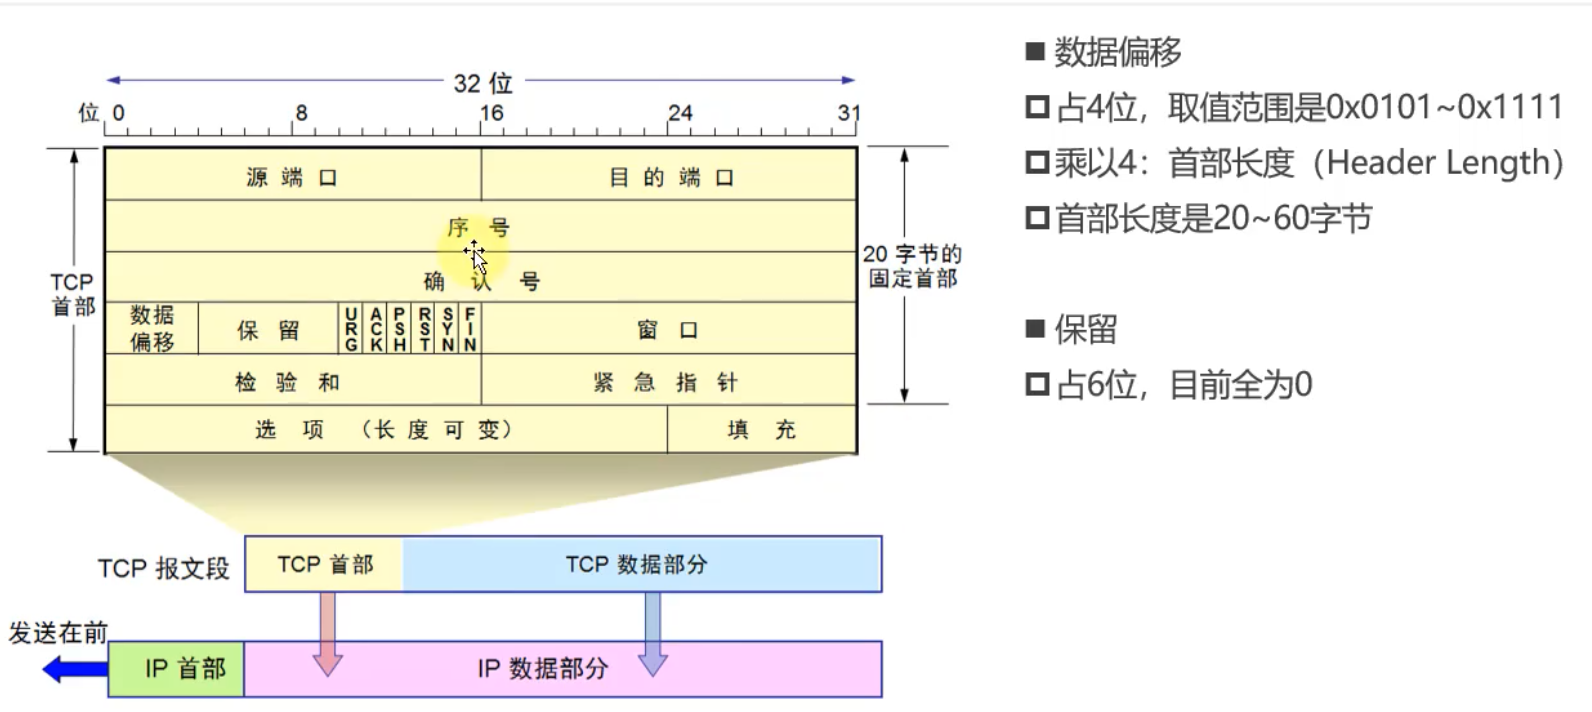 32 位
位 0 8 16 24 31
源端口 目的端口
序号
确认号
TCP
首部
20 字节的
固定首部
数据
偏移
保留
URG
ACK
PSH
RST
SYN
FIN
窗口
检验和 紧急指针
选项（长度可变） 填充
TCP 报文段 TCP 首部 TCP 数据部分
发送在前
IP 首部 IP 数据部分
数据偏移
占4位，取值范围是0x0101~0x1111
乘以4：首部长度（Header Length）
首部长度是20~60字节
保留
占6位，目前全为0